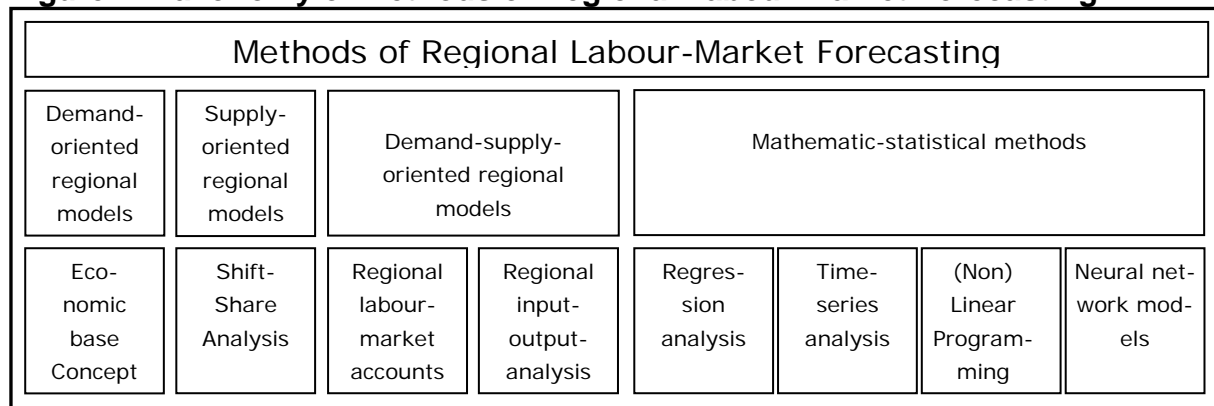 Methods of Regional Labour-Market Forecasting
Demand-
oriented
regional
models
Supply-
oriented
regional
models
Demand-supply-
oriented regional
models
Mathematic-statistical methods
Eco-
nomic
base
Concept
Shift-
Share
Analysis
Regional
labour-
market
accounts
Regional
input-
output-
analysis
Regres-
sion
analysis
Time-
series
analysis
(Non)
Linear
Program-
ming
Neural net-
work mod-
els